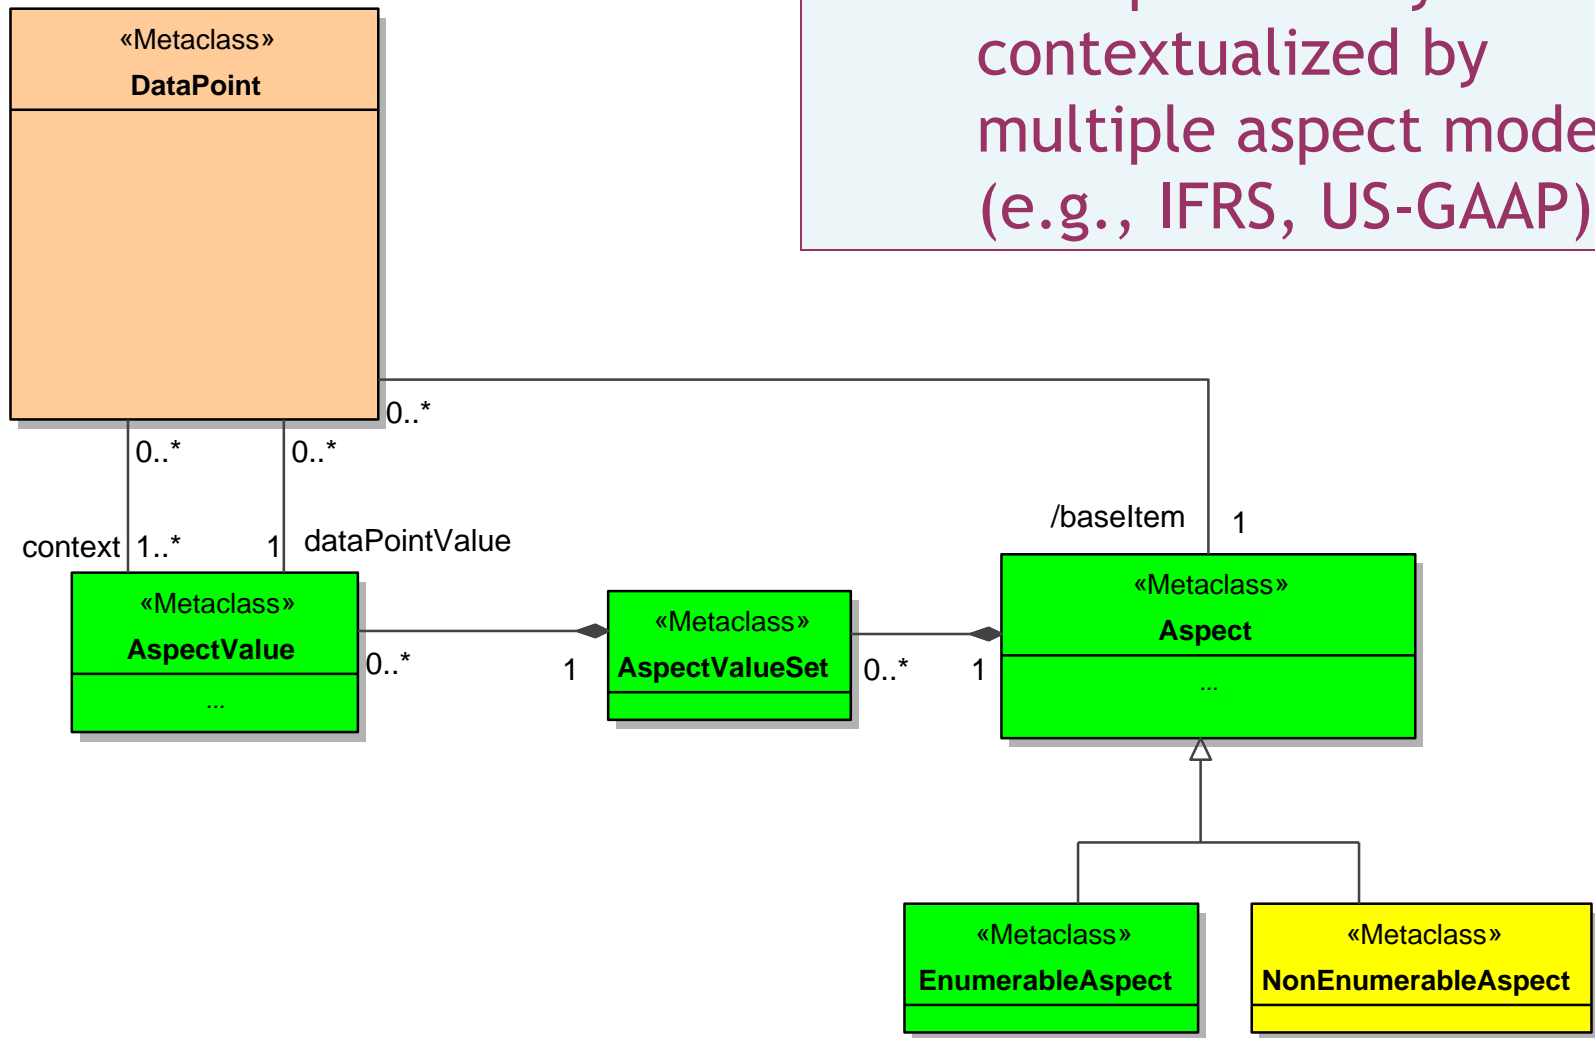 «Metaclass»
DataPoint
contextualized by
multiple aspect mode
(e.g., IFRS, US-GAAP)
0..*
0..*
0..*
/baseItem
1
context
1..*
1
dataPointValue
«Metaclass»
AspectValue
...
0..*
1
«Metaclass»
AspectValueSet
0..*
1
«Metaclass»
Aspect
...
«Metaclass»
EnumerableAspect
«Metaclass»
NonEnumerableAspect